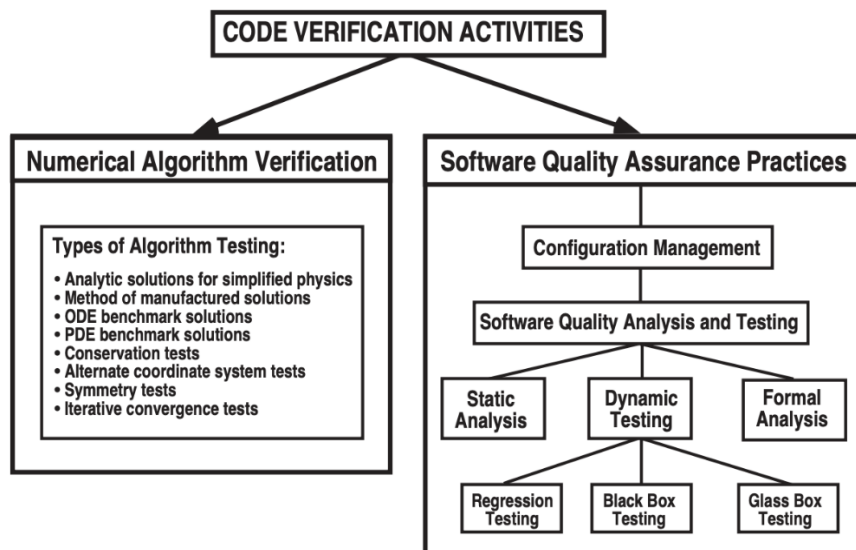 CODE VERIFICATION ACTIVITIES
Numerical Algorithm Verification
Types of Algorithm Testing:
• Analytic solutions for simplified physics
• Method of manufactured solutions
• ODE benchmark solutions
• PDE benchmark solutions
• Conservation tests
• Alternate coordinate system tests
• Symmetry tests
• Iterative convergence tests
Software Quality Assurance Practices
Configuration Management
Software Quality Analysis and Testing
Static
Analysis
Dynamic
Testing
Formal
Analysis
Regression
Testing
Black Box
Testing
Glass Box
Testing